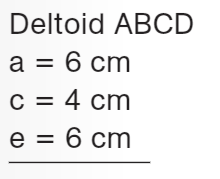 Deltoid ABCD
a = 6 cm
c = 4 cm
e = 6 cm